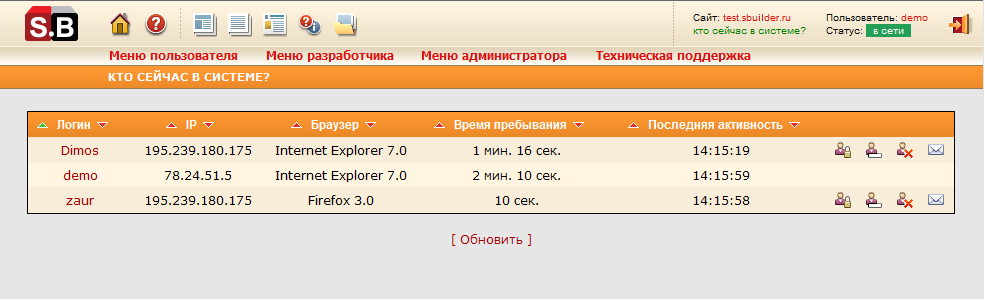 S.B
Сайт: test.sbuilder.ru
кто сейчас в системе?
Пользователь: demo
Статус: в сети
Меню пользователя Меню разработчика Меню администратора Техническая поддержка
КТО СЕЙЧАС В СИСТЕМЕ?
Логин IP Браузер Время пребывания Последняя активность
Dimos 195.239.180.175 Internet Explorer 7.0 1 мин. 16 сек. 14:15:19
demo 78.24.51.5 Internet Explorer 7.0 2 мин. 10 сек. 14:15:59
zaur 195.239.180.175 Firefox 3.0 10 сек. 14:15:58
[ Обновить ]